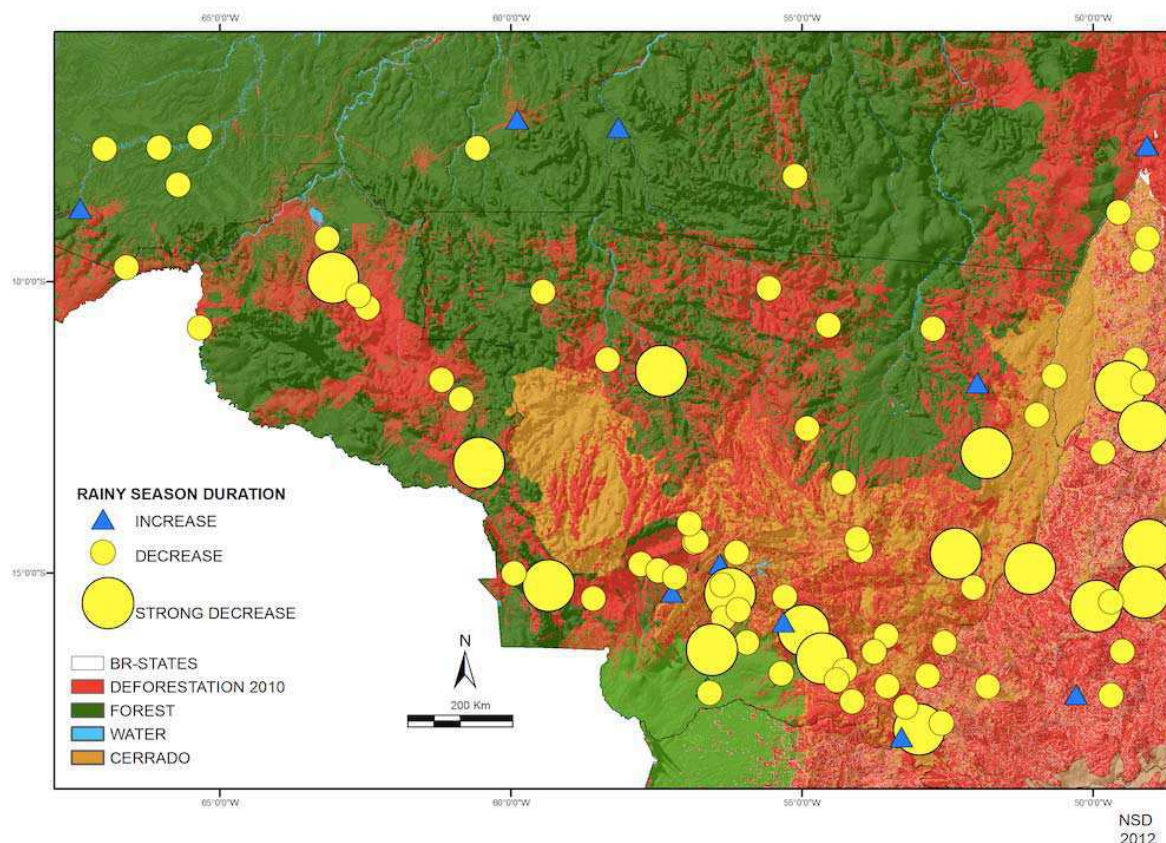 65°0'0"W
60°0'0"W
55°0'0"W
50°0'0"W
10°0'0"S
15°0'0"S
RAINY SEASON DURATION
INCREASE
DECREASE
STRONG DECREASE
BR-STATES
DEFORESTATION 2010
FOREST
WATER
CERRADO
N
200 Km
65°0'0"W
60°0'0"W
55°0'0"W
50°0'0"W
NSD
2012